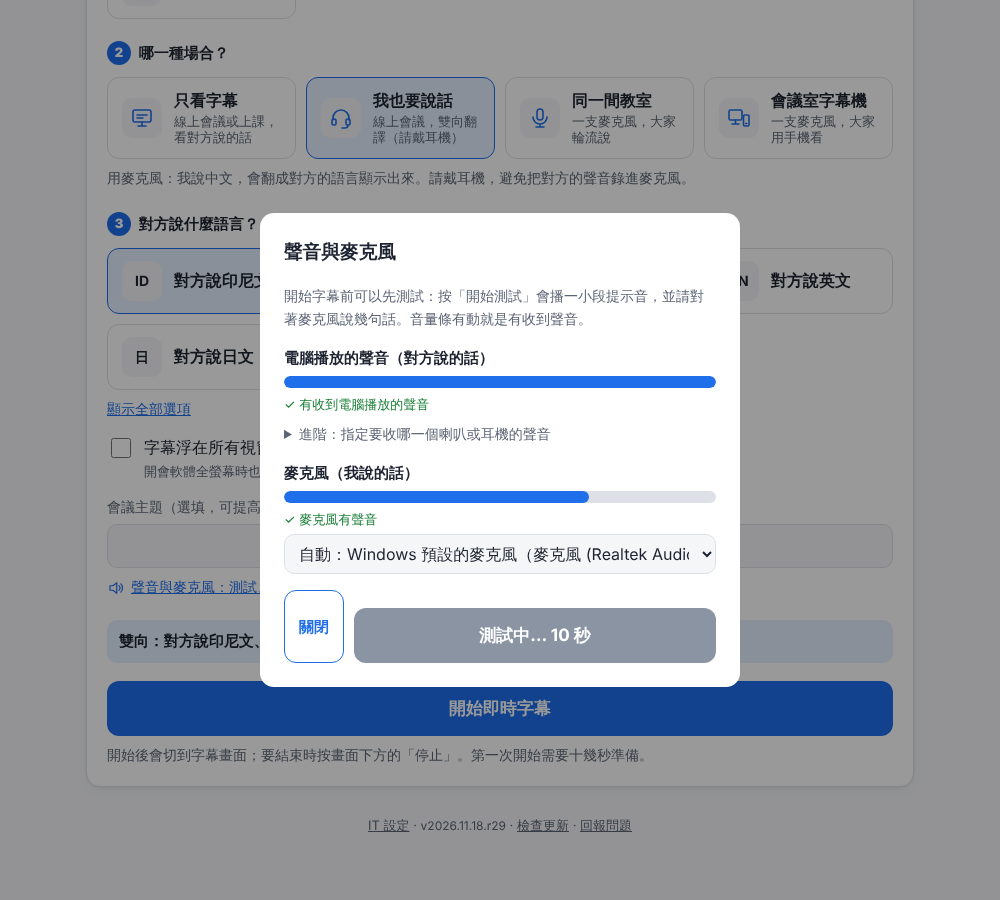 2 哪一種場合？
只看字幕
線上會議或上課，
看對方說的話
我也要說話
線上會議，雙向翻
譯（請戴耳機）
同一間教室
一支麥克風，大家
輪流說
會議室字幕機
一支麥克風，大家
用手機看
用麥克風：我說中文，會翻成對方的語言顯示出來。請戴耳機，避免把對方的聲音錄進麥克風。
3 對方說什麼語言？
ID 對方說印尼文
N 對方說英文
日 對方說日文
顯示全部選項
字幕浮在所有視窗
開會軟體全螢幕時也
會議主題（選填，可提高
聲音與麥克風：測試
雙向：對方說印尼文、
開始即時字幕
開始後會切到字幕畫面；要結束時按畫面下方的「停止」。第一次開始需要十幾秒準備。
IT 設定 · v2026.11.18.r29 · 檢查更新 · 回報問題
聲音與麥克風
開始字幕前可以先測試：按「開始測試」會播一小段提示音，並請對
著麥克風說幾句話。音量條有動就是有收到聲音。
電腦播放的聲音（對方說的話）
✓ 有收到電腦播放的聲音
▶ 進階：指定要收哪一個喇叭或耳機的聲音
麥克風（我說的話）
✓ 麥克風有聲音
自動：Windows 預設的麥克風（麥克風 (Realtek Audio
關閉
測試中… 10 秒